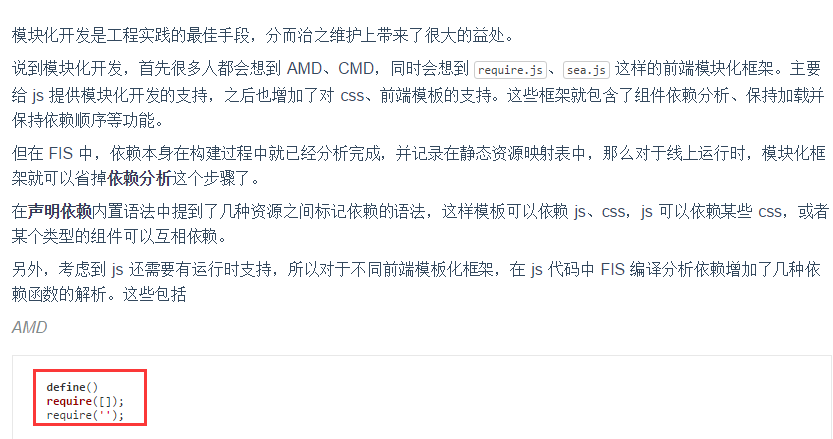 模块化开发是工程实践的最佳手段，分而治之维护上带来了很大的益处。
说到模块化开发，首先很多人都会想到 AMD、CMD，同时会想到 require.js、sea.js 这样的前端模块化框架。主要
给 js 提供模块化开发的支持，之后也增加了对 css、前端模板的支持。这些框架就包含了组件依赖分析、保持加载并
保持依赖顺序等功能。
但在 FIS 中，依赖本身在构建过程中就已经分析完成，并记录在静态资源映射表中，那么对于线上运行时，模块化框
架就可以省掉依赖分析这个步骤了。
在声明依赖内置语法中提到了几种资源之间标记依赖的语法，这样模板可以依赖 js、css，js 可以依赖某些 css，或者
某个类型的组件可以互相依赖。
另外，考虑到 js 还需要有运行时支持，所以对于不同前端模板化框架，在 js 代码中 FIS 编译分析依赖增加了几种依
赖函数的解析。这些包括
AMD
define()
require([]);
require('');